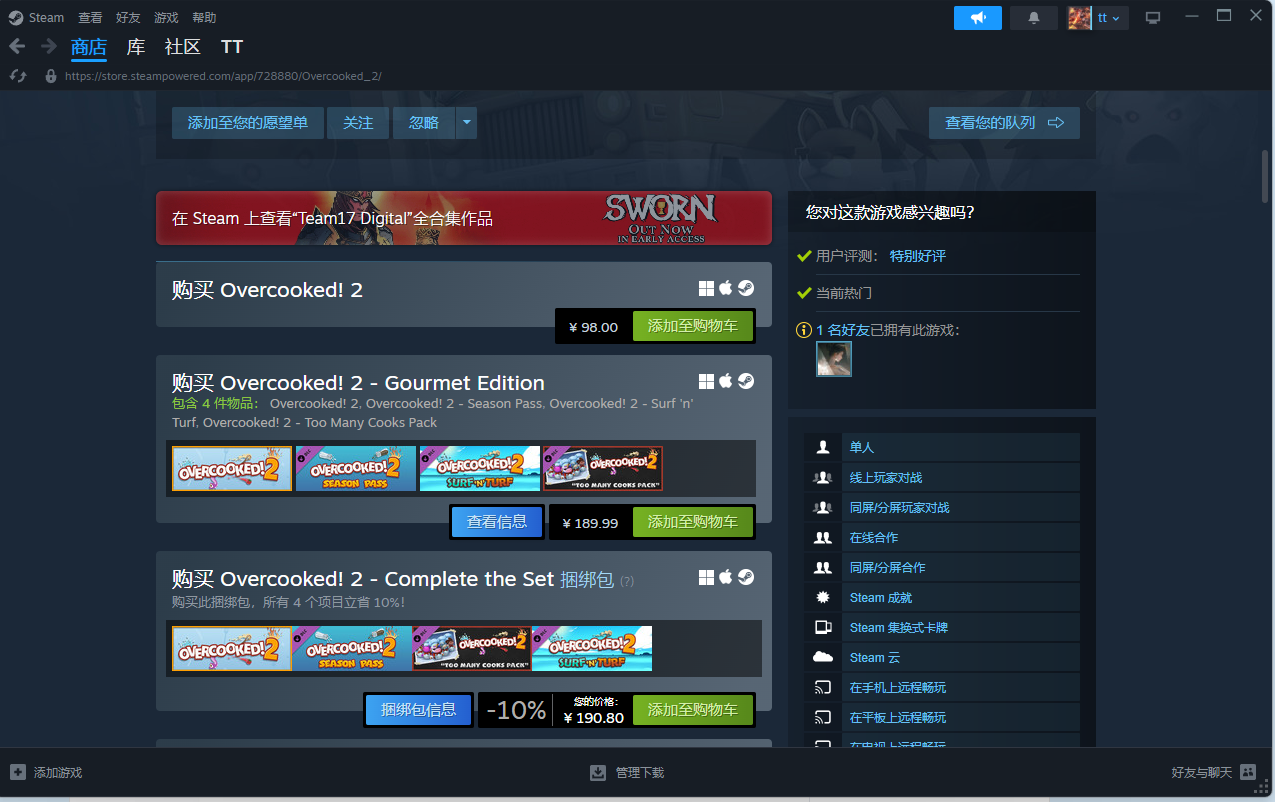 Steam 查看 好友 游戏 帮助
tt
商店 库 社区 TT
https://store.steampowered.com/app/728880/Overcooked_2/
添加至您的愿望单 关注 忽略 查看您的队列
在 Steam 上查看“Team17 Digital”全合集作品
SWORN
OUT NOW
IN EARLY ACCESS
购买 Overcooked! 2
¥ 98.00 添加至购物车
购买 Overcooked! 2 - Gourmet Edition
包含 4 件物品: Overcooked! 2, Overcooked! 2 - Season Pass, Overcooked! 2 - Surf 'n'
Turf, Overcooked! 2 - Too Many Cooks Pack
OVERCOOKED! 2 OVERCOOKED! 2 SEASON PASS OVERCOOKED! 2 SURF 'N' TURF OVERCOOKED! 2 "TOO MANY COOKS PACK"
查看信息 ¥ 189.99 添加至购物车
购买 Overcooked! 2 - Complete the Set 捆绑包 (?)
购买此捆绑包，所有 4 个项目立省 10%!
OVERCOOKED! 2 OVERCOOKED! 2 SEASON PASS OVERCOOKED! 2 "TOO MANY COOKS PACK" OVERCOOKED! 2 SURF 'N' TURF
捆绑包信息 -10% 您的价格: ¥ 190.80 添加至购物车
您对这款游戏感兴趣吗?
用户评测: 特别好评
当前热门
1 名好友已拥有此游戏:
单人
线上玩家对战
同屏/分屏玩家对战
在线合作
同屏/分屏合作
Steam 成就
Steam 集换式卡牌
Steam 云
在手机上远程畅玩
在平板上远程畅玩
在电视上远程畅玩
添加游戏 管理下载 好友与聊天